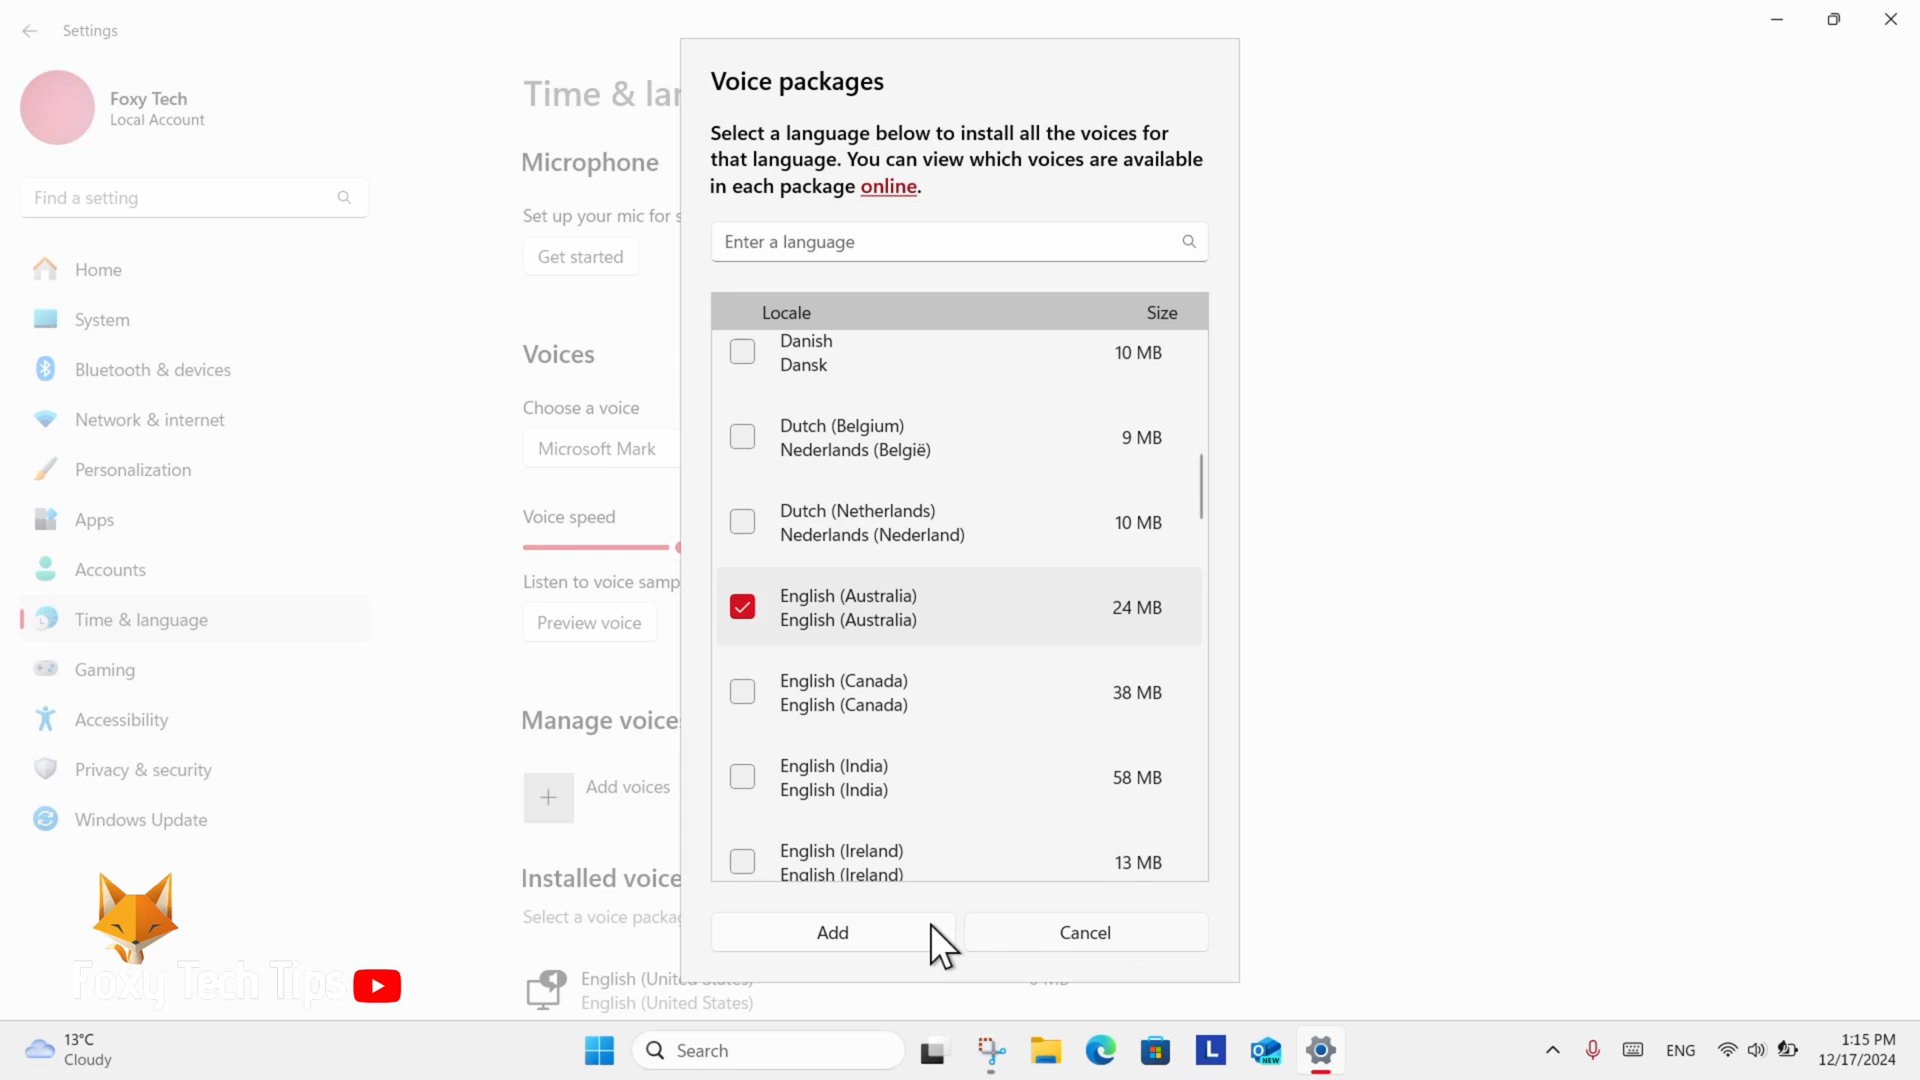 Settings
Foxy Tech
Local Account
Find a setting
Home
System
Bluetooth & devices
Network & internet
Personalization
Apps
Accounts
Time & language
Gaming
Accessibility
Privacy & security
Windows Update
Foxy Tech Tips
Time & lan
Microphone
Set up your mic for s
Get started
Voices
Choose a voice
Microsoft Mark
Voice speed
Listen to voice samp
Preview voice
Manage voice
Add voices
Installed voice
Select a voice packa
English (United States)
English (United States)
Voice packages
Select a language below to install all the voices for
that language. You can view which voices are available
in each package online.
Enter a language
Locale Size
Danish
Dansk
10 MB
Dutch (Belgium)
Nederlands (België)
9 MB
Dutch (Netherlands)
Nederlands (Nederland)
10 MB
English (Australia)
English (Australia)
24 MB
English (Canada)
English (Canada)
38 MB
English (India)
English (India)
58 MB
English (Ireland)
English (Ireland)
13 MB
Add
Cancel
13°C
Cloudy
Search
L
NEW
ENG
1:15 PM
12/17/2024